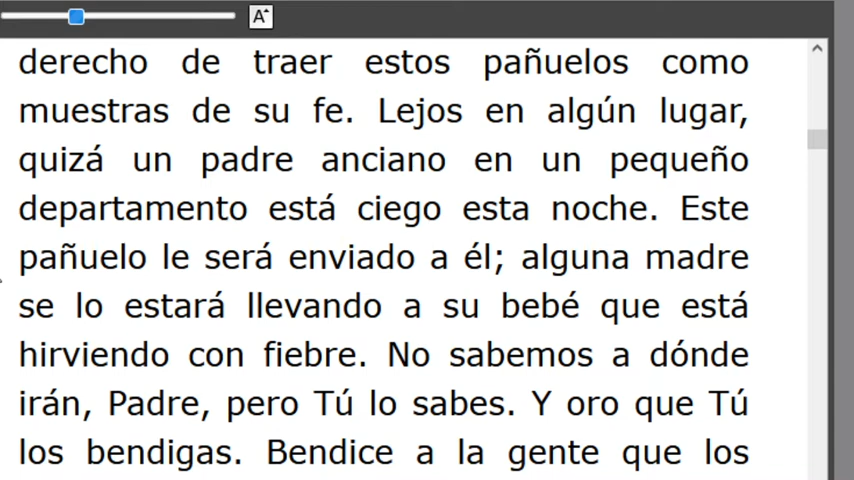 A
derecho de traer estos pañuelos como
muestras de su fe. Lejos en algún lugar,
quizá un padre anciano en un pequeño
departamento está ciego esta noche. Este
pañuelo le será enviado a él; alguna madre
se lo estará llevando a su bebé que está
hirviendo con fiebre. No sabemos a dónde
irán, Padre, pero Tú lo sabes. Y oro que Tú
los bendigas. Bendice a la gente que los